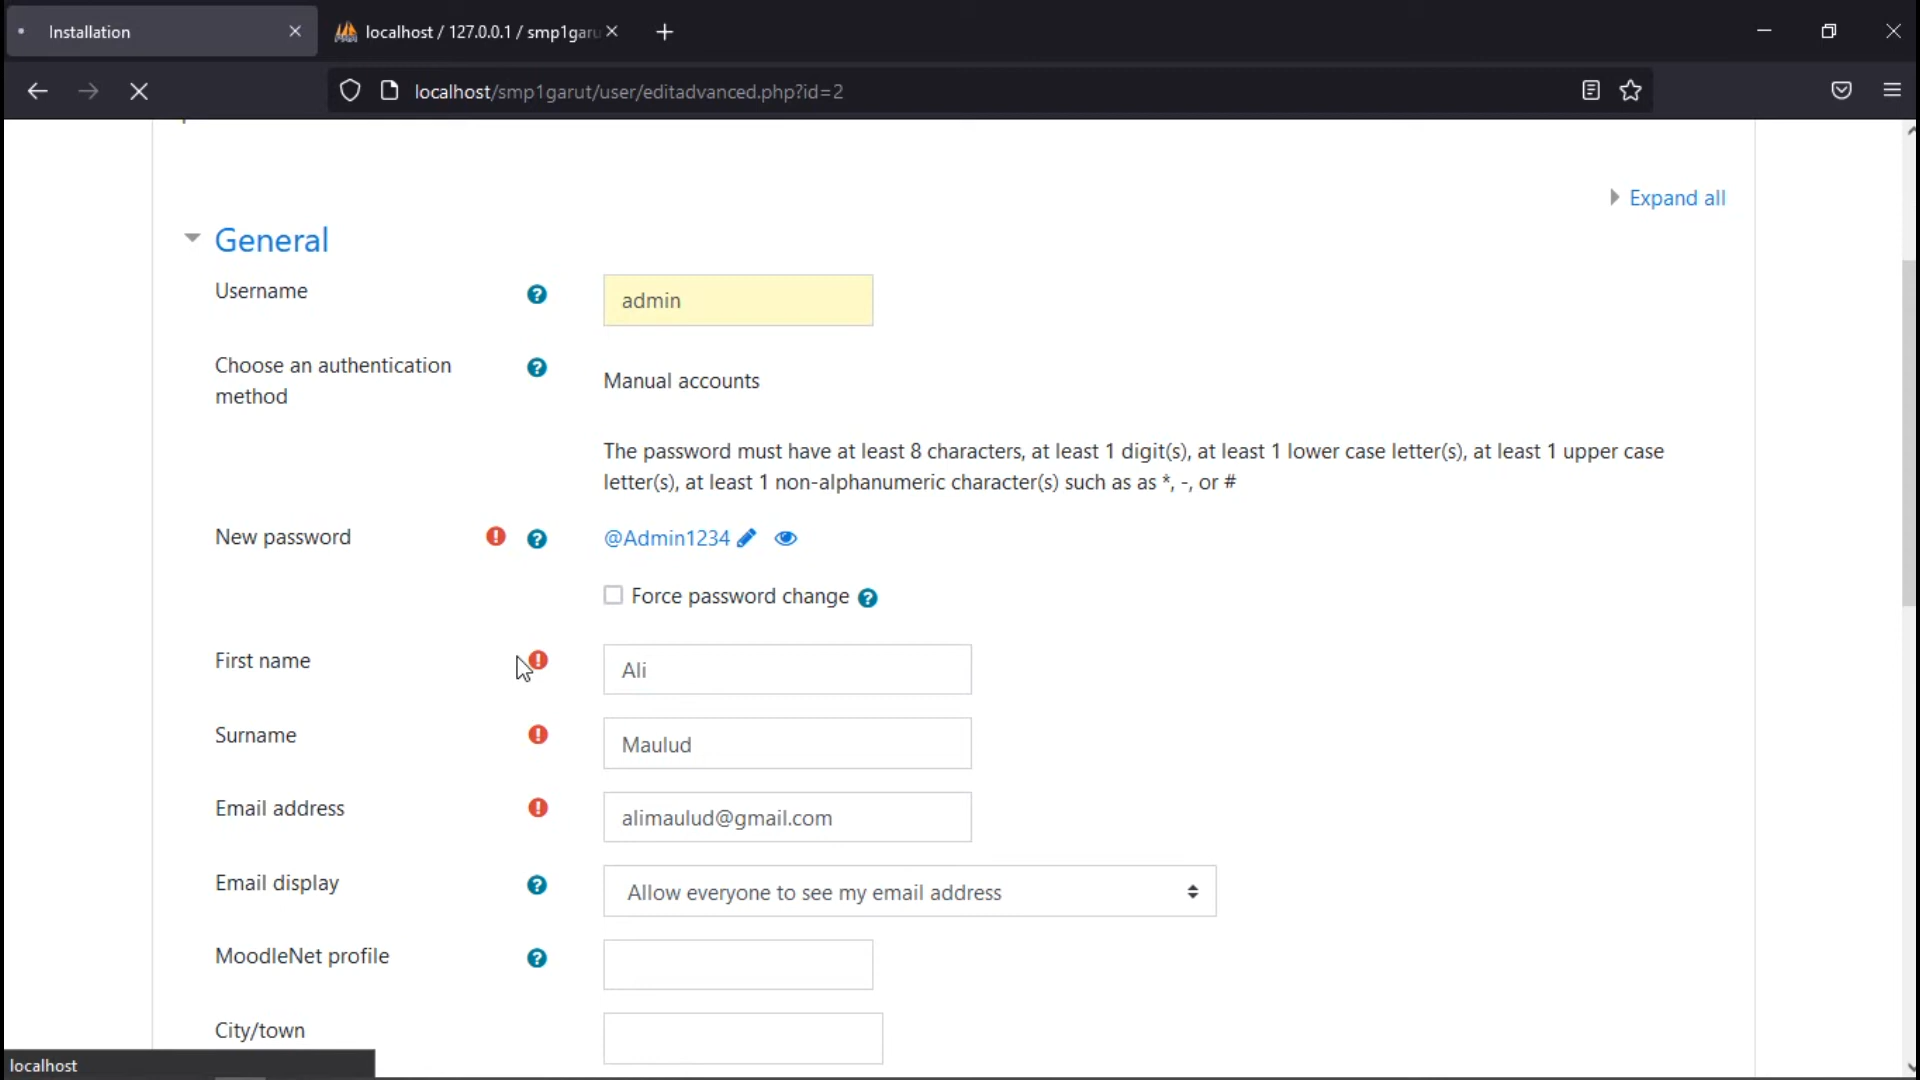 Installation
localhost / 127.0.0.1 / smp1garu
localhost/smp1garut/user/editadvanced.php?id=2
Expand all
General
Username
admin
Choose an authentication
method
Manual accounts
The password must have at least 8 characters, at least 1 digit(s), at least 1 lower case letter(s), at least 1 upper case
letter(s), at least 1 non-alphanumeric character(s) such as as *, -, or #
New password
@Admin1234
Force password change
First name
Ali
Surname
Maulud
Email address
alimaulud@gmail.com
Email display
Allow everyone to see my email address
MoodleNet profile
City/town
localhost